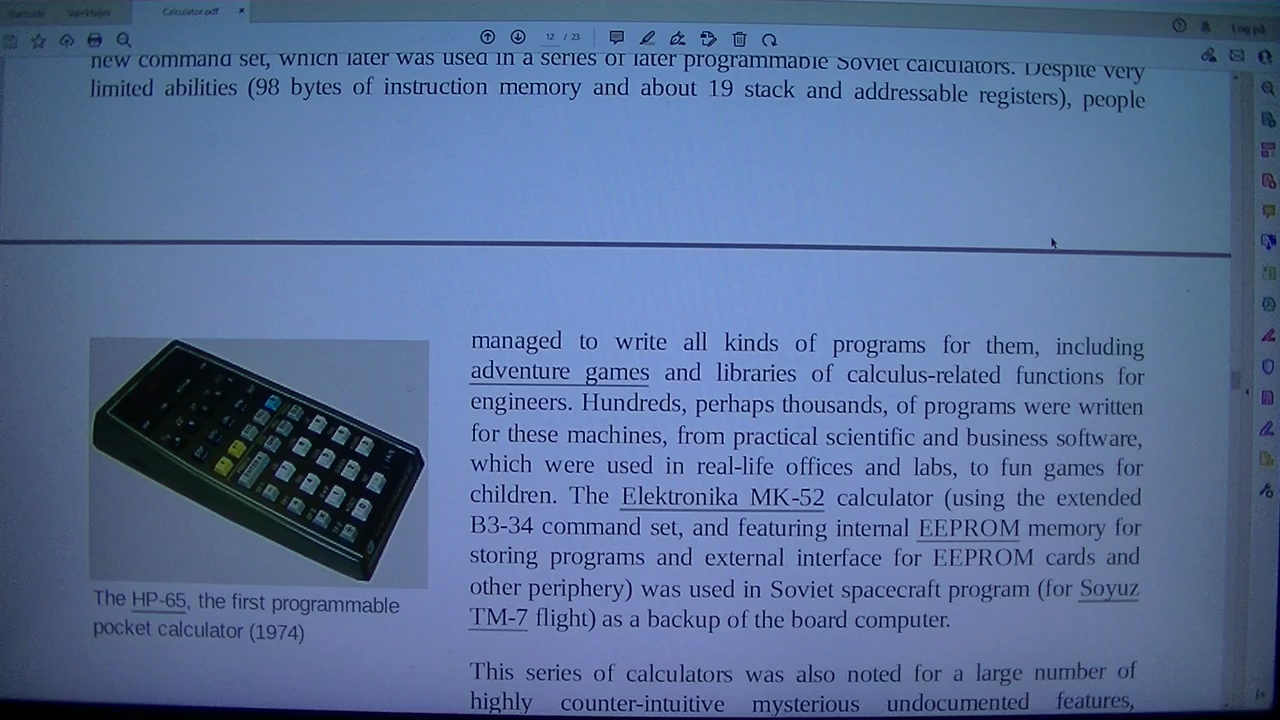 Startside Værktøjer Calculator.pdf ×
Log på
12 / 23
new command set, which later was used in a series of later programmable Soviet calculators. Despite very
limited abilities (98 bytes of instruction memory and about 19 stack and addressable registers), people
managed to write all kinds of programs for them, including
adventure games and libraries of calculus-related functions for
engineers. Hundreds, perhaps thousands, of programs were written
for these machines, from practical scientific and business software,
which were used in real-life offices and labs, to fun games for
children. The Elektronika MK-52 calculator (using the extended
B3-34 command set, and featuring internal EEPROM memory for
storing programs and external interface for EEPROM cards and
other periphery) was used in Soviet spacecraft program (for Soyuz
TM-7 flight) as a backup of the board computer.
The HP-65, the first programmable
pocket calculator (1974)
This series of calculators was also noted for a large number of
highly counter-intuitive mysterious undocumented features,